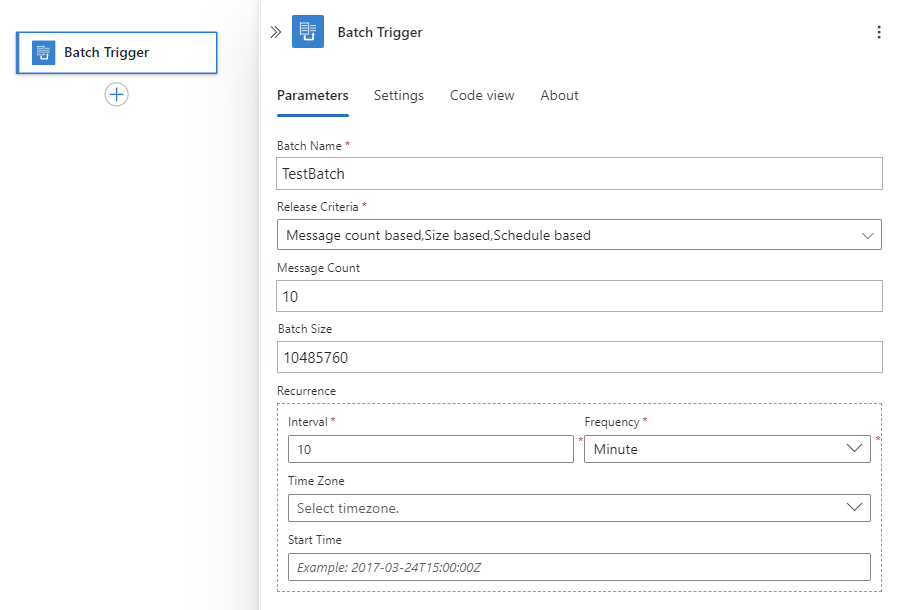 Batch Trigger
Batch Trigger
Parameters Settings Code view About
Batch Name *
TestBatch
Release Criteria *
Message count based,Size based,Schedule based
Message Count
10
Batch Size
10485760
Recurrence
Interval * Frequency *
10 * Minute *
Time Zone
Select timezone.
Start Time
Example: 2017-03-24T15:00:00Z